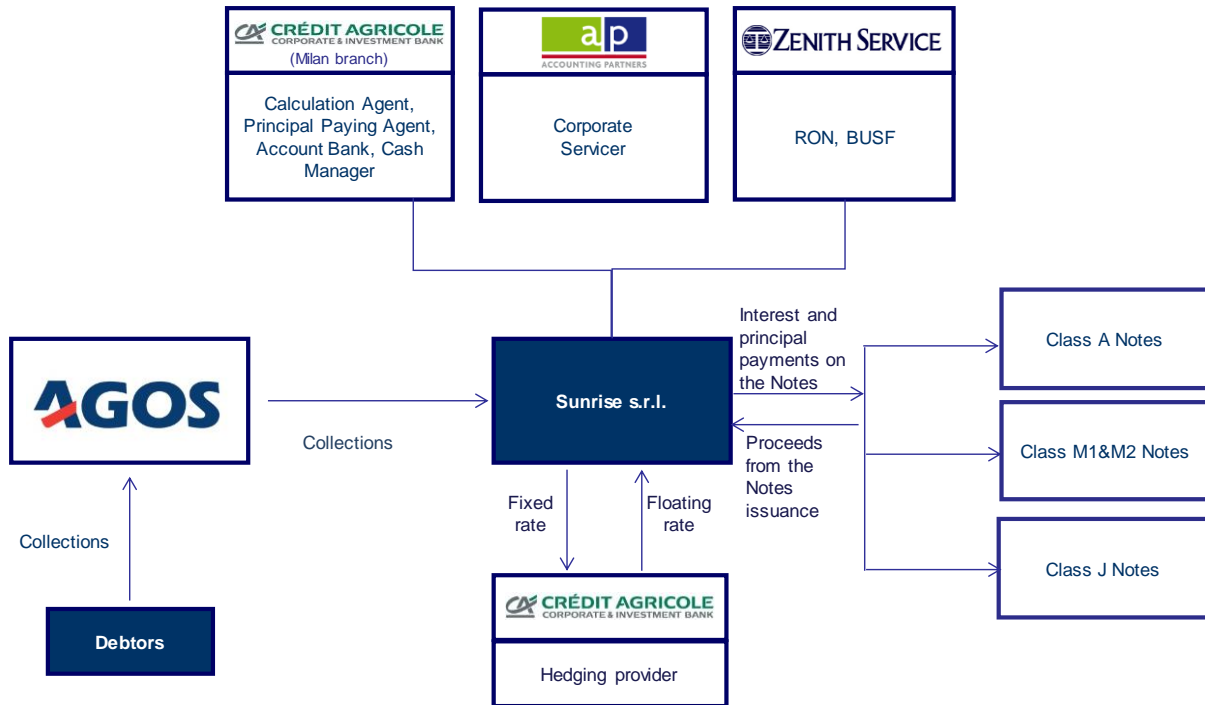 CRÉDIT AGRICOLE
CORPORATE & INVESTMENT BANK
(Milan branch)
Calculation Agent,
Principal Paying Agent,
Account Bank, Cash
Manager
a|p
ACCOUNTING PARTNERS
Corporate
Servicer
ZENITH SERVICE
RON, BUSF
AGOS
Collections
Debtors
Collections
Sunrise s.r.l.
Fixed
rate
Floating
rate
CRÉDIT AGRICOLE
CORPORATE & INVESTMENT BANK
Hedging provider
Interest and
principal
payments on
the Notes
Proceeds
from the
Notes
issuance
Class A Notes
Class M1&M2 Notes
Class J Notes